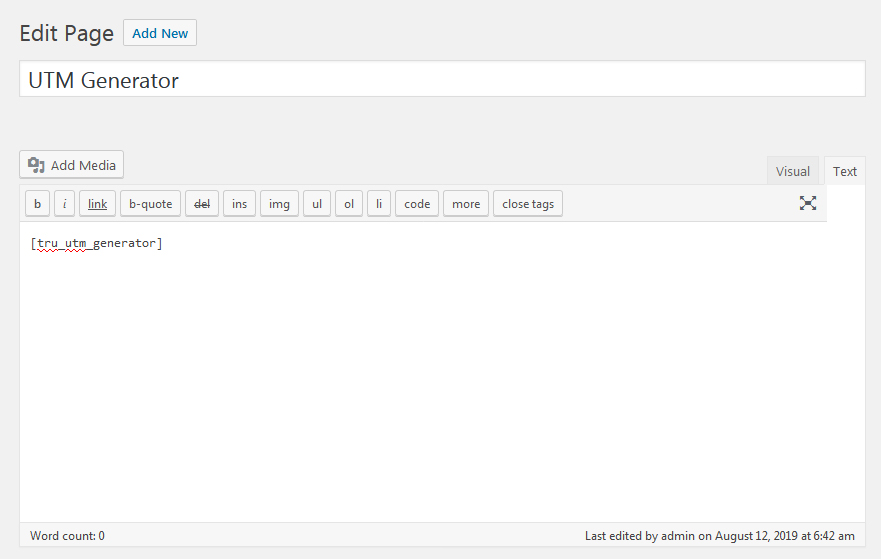 Edit Page Add New
UTM Generator
Add Media
Visual Text
b i link b-quote del ins img ul ol li code more close tags
[tru_utm_generator]
Word count: 0 Last edited by admin on August 12, 2019 at 6:42 am